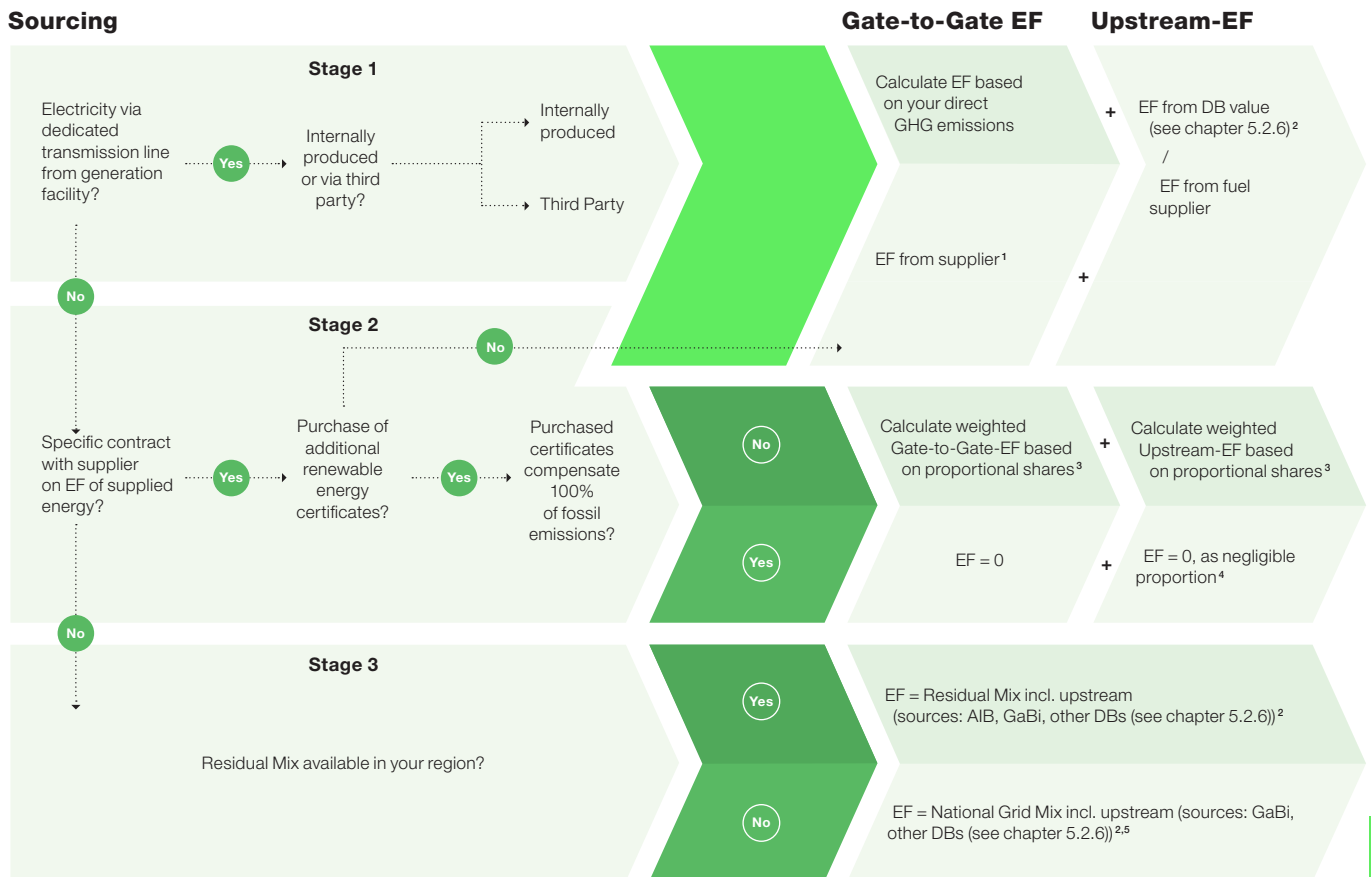 Sourcing
Gate-to-Gate EF
Upstream-EF
Stage 1
Electricity via
dedicated
transmission line
from generation
facility?
Yes
Internally
produced
or via third
party?
Internally
produced
Third Party
Calculate EF based
on your direct
GHG emissions
+
EF from DB value
(see chapter 5.2.6)²
/
EF from fuel
supplier
EF from supplier¹
+
No
Stage 2
No
Specific contract
with supplier
on EF of supplied
energy?
Yes
Purchase of
additional
renewable
energy
certificates?
Yes
Purchased
certificates
compensate
100%
of fossil
emissions?
No
Calculate weighted
Gate-to-Gate-EF based
on proportional shares³
+
Calculate weighted
Upstream-EF based
on proportional shares³
Yes
EF = 0
+
EF = 0, as negligible
proportion⁴
No
Stage 3
Residual Mix available in your region?
Yes
EF = Residual Mix incl. upstream
(sources: AIB, GaBi, other DBs (see chapter 5.2.6))²
No
EF = National Grid Mix incl. upstream (sources: GaBi,
other DBs (see chapter 5.2.6))²,⁵